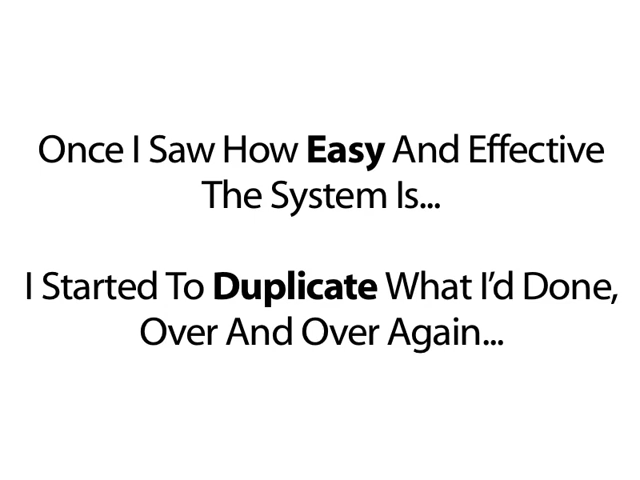 Once I Saw How Easy And Effective
The System Is...
I Started To Duplicate What I’d Done,
Over And Over Again...